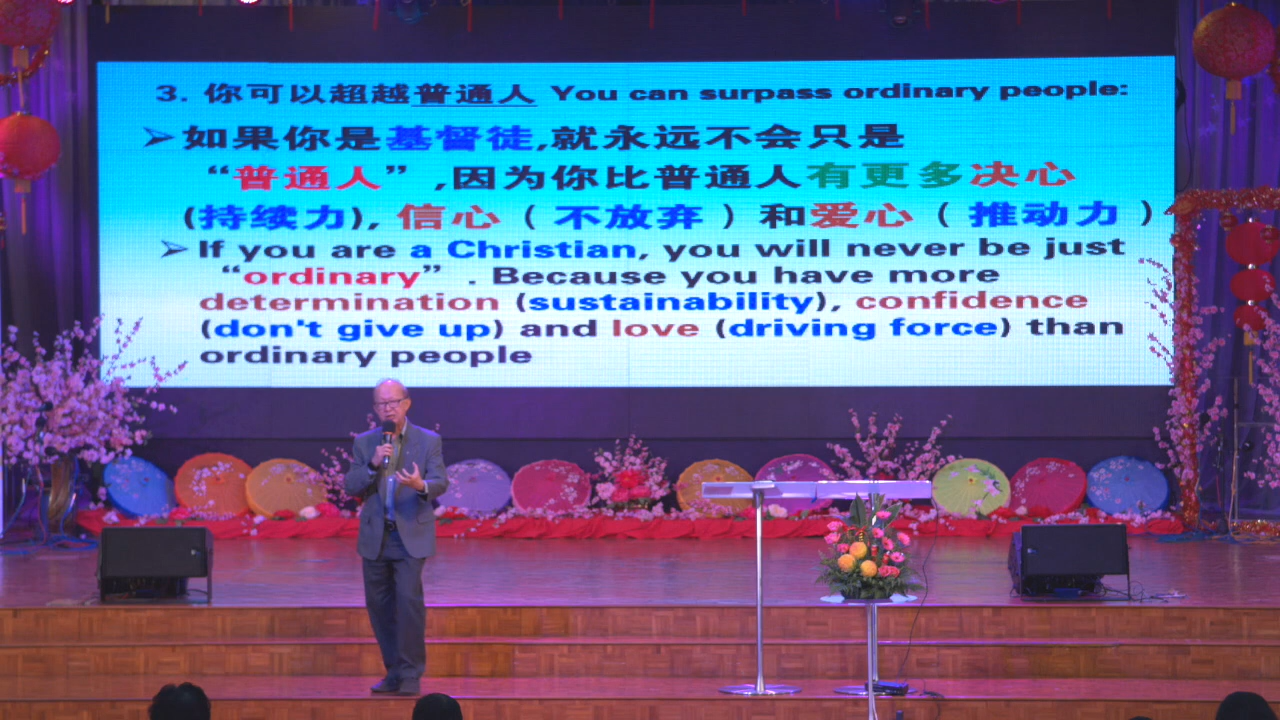 3. 你可以超越普通人 You can surpass ordinary people:
➢如果你是基督徒,就永远不会只是
“普通人” ,因为你比普通人有更多决心
(持续力), 信心 ( 不放弃 ) 和爱心 ( 推动力 )
➢If you are a Christian, you will never be just
“ordinary” . Because you have more
determination (sustainability), confidence
(don't give up) and love (driving force) than
ordinary people